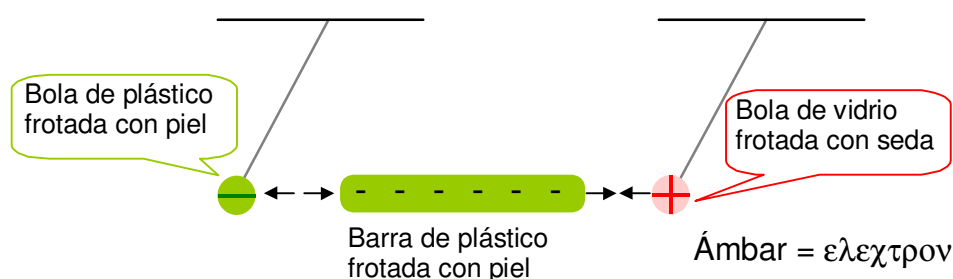 Bola de plástico
frotada con piel
Bola de vidrio
frotada con seda
- - - - - -
Barra de plástico
frotada con piel
Ámbar = ελεχτρον